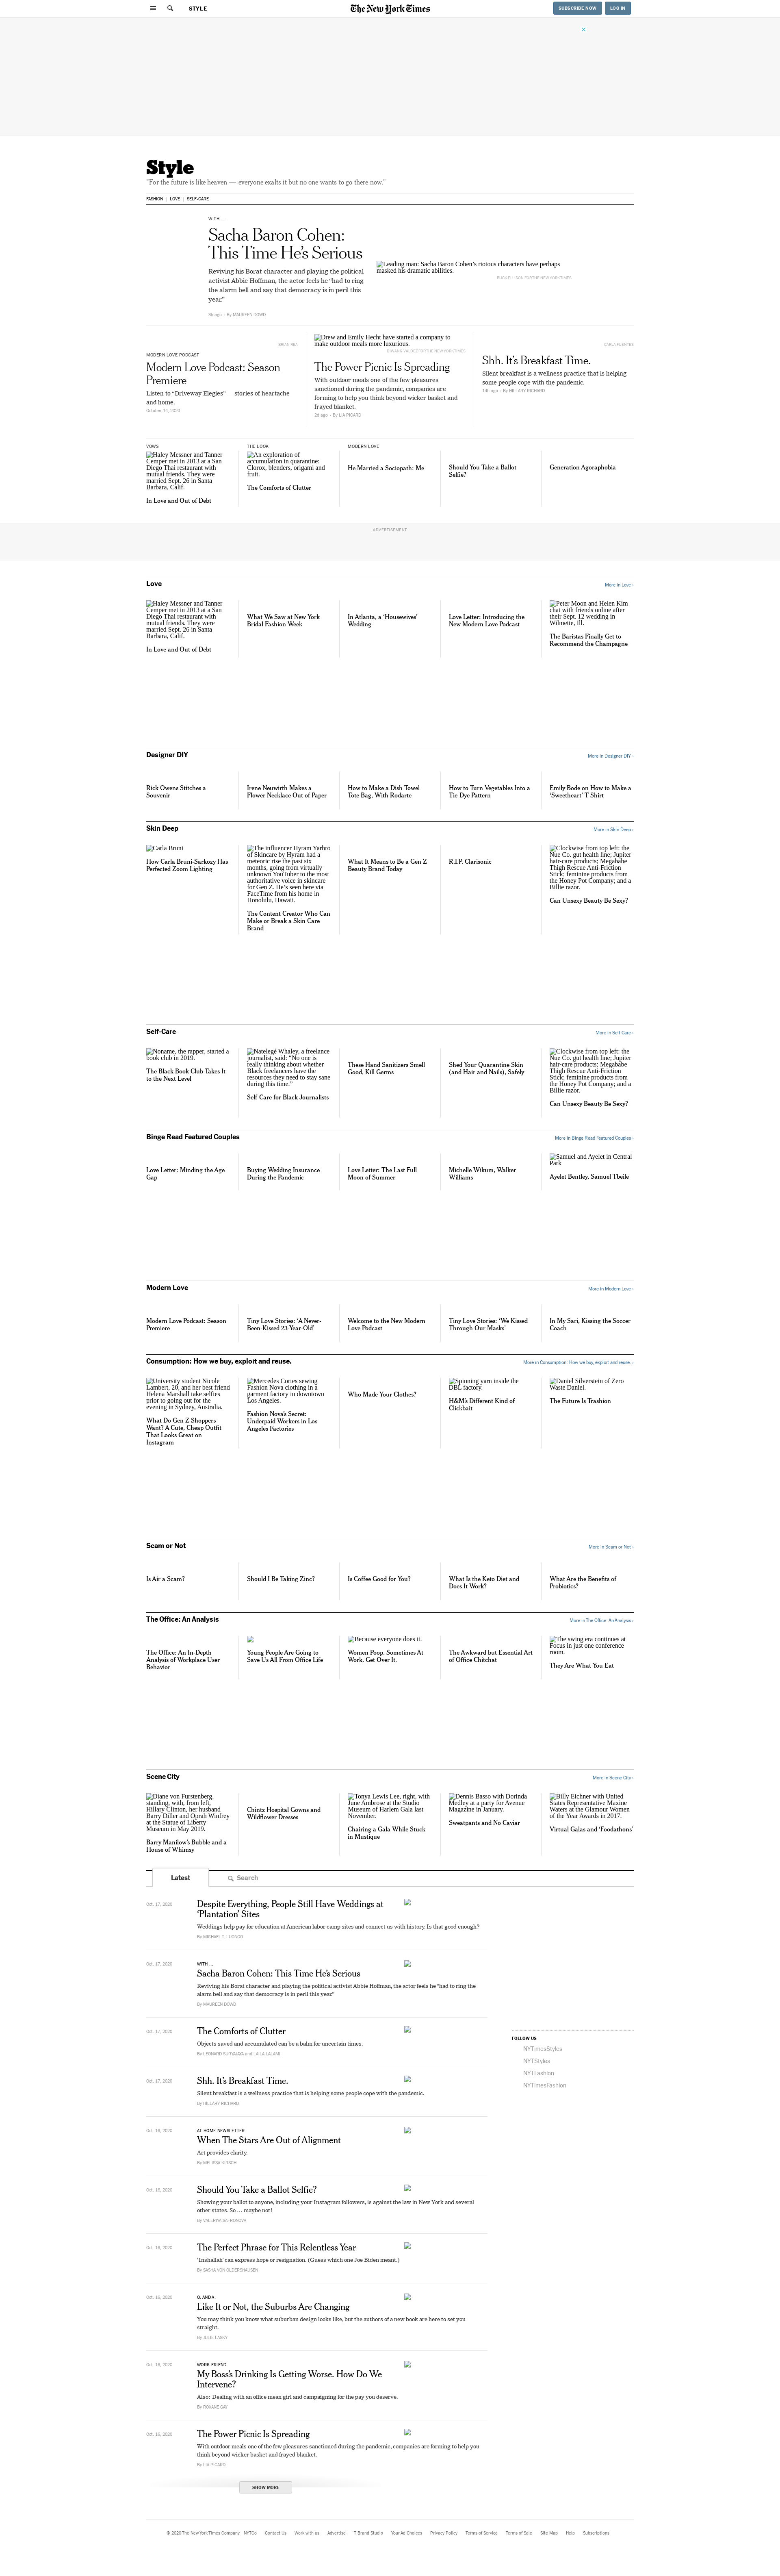 STYLE
The New York Times
SUBSCRIBE NOW
LOG IN
Style
"For the future is like heaven — everyone exalts it but no one wants to go there now."
FASHION
LOVE
SELF-CARE
WITH ...
Sacha Baron Cohen:
This Time He's Serious
Reviving his Borat character and playing the political
activist Abbie Hoffman, the actor feels he "had to ring
the alarm and say that democracy is in peril this
year."
5h ago – By MAUREEN DOWD
Leading man: Sacha Baron Cohen's riotous characters have perhaps
masked his dramatic abilities.
BUCK ELLISON FOR THE NEW YORK TIMES
BRIAN REA
MODERN LOVE PODCAST
Modern Love Podcast: Season
Premiere
Listen to "Driveway Elegies" — stories of heartache
and home.
October 14, 2020
Drew and Emily Hecht have started a company to
make outdoor meals more luxurious.
The Power Picnic Is Spreading
With outdoor meals one of the few pleasures
sanctioned during the pandemic, companies are
forming to help you think beyond wicker basket and
frayed blanket.
2d ago – By LIA PICARD
CARLA FUENTES
Shh. It's Breakfast Time.
Silent breakfast is a wellness practice that is helping
some people cope with the pandemic.
14h ago – By HILLARY RICHARD
VOWS
Haley Messner and Tanner
Cemper met in 2013 at a San
Diego Thai restaurant with
mutual friends. They were
married Sept. 26 in Santa
Barbara, Calif.
In Love and Out of Debt
THE LOOK
An exploration of
accumulation in quarantine:
Clorox, blenders, origami and
fruit.
The Comforts of Clutter
MODERN LOVE
He Married a Sociopath: Me
Should You Take a Ballot
Selfie?
Generation Agoraphobia
ADVERTISEMENT
Love
More in Love ›
Haley Messner and Tanner
Cemper met in 2013 at a San
Diego Thai restaurant with
mutual friends. They were
married Sept. 26 in Santa
Barbara, Calif.
In Love and Out of Debt
What We Saw at New York
Bridal Fashion Week
In Atlanta, a 'Housewives'
Wedding
Love Letter: Introducing the
New Modern Love Podcast
Peter Moon and Helen Kim
chat with friends online after
their Sept. 12 wedding in
Wilmette, Ill.
The Baristas Finally Get to
Recommend the Champagne
Designer DIY
More in Designer DIY ›
Rick Owens Stitches a
Souvenir
Irene Neuwirth Makes a
Flower Necklace Out of Paper
How to Make a Dish Towel
Tote Bag, With Rodarte
How to Turn Vegetables Into a
Tie-Dye Pattern
Emily Bode on How to Make a
'Sweetheart' T-Shirt
Skin Deep
More in Skin Deep ›
Carla Bruni
How Carla Bruni-Sarkozy Has
Perfected Zoom Lighting
The influencer Hyram Yarbro
of Skincare by Hyram had a
meteoric rise the past six
months, going from virtually
unknown YouTuber to the most
authoritative voice in skincare
for Gen Z. He's seen here via
FaceTime from his home in
Honolulu, Hawaii.
The Content Creator Who Can
Make or Break a Skin Care
Brand
What It Means to Be a Gen Z
Beauty Brand Today
R.I.P. Clarisonic
Clockwise from top left: the
Nue Co. gut health line; Jupiter
hair-care products; Megababe
Thigh Rescue Anti-Friction
Stick; feminine products from
the Honey Pot Company; and a
Billie razor.
Can Unsexy Beauty Be Sexy?
Self-Care
More in Self-Care ›
Noname, the rapper, started a
book club in 2019.
The Black Book Club Takes It
to the Next Level
Natelegé Whaley, a freelance
journalist, said: "No one is
really thinking about whether
Black freelancers have the
resources they need to stay sane
during this time."
Self-Care for Black Journalists
These Hand Sanitizers Smell
Good, Kill Germs
Shed Your Quarantine Skin
(and Hair and Nails), Safely
Clockwise from top left: the
Nue Co. gut health line; Jupiter
hair-care products; Megababe
Thigh Rescue Anti-Friction
Stick; feminine products from
the Honey Pot Company; and a
Billie razor.
Can Unsexy Beauty Be Sexy?
Binge Read Featured Couples
More in Binge Read Featured Couples ›
Love Letter: Minding the Age
Gap
Buying Wedding Insurance
During the Pandemic
Love Letter: The Last Full
Moon of Summer
Michelle Wikum, Walker
Williams
Samuel and Ayelet in Central
Park
Ayelet Bentley, Samuel Tbeile
Modern Love
More in Modern Love ›
Modern Love Podcast: Season
Premiere
Tiny Love Stories: 'A Never-
Been-Kissed 23-Year-Old'
Welcome to the New Modern
Love Podcast
Tiny Love Stories: 'We Kissed
Through Our Masks'
In My Sari, Kissing the Soccer
Coach
Consumption: How we buy, exploit and reuse.
More in Consumption: How we buy, exploit and reuse. ›
University student Nicole
Lambert, 20, and her best friend
Helena Marshall take selfies
prior to going out for the
evening in Sydney, Australia.
What Do Gen Z Shoppers
Want? A Cute, Cheap Outfit
That Looks Great on
Instagram
Mercedes Cortes sewing
Fashion Nova clothing in a
garment factory in downtown
Los Angeles.
Fashion Nova's Secret:
Underpaid Workers in Los
Angeles Factories
Who Made Your Clothes?
Spinning yarn inside the
DBL factory.
H&M's Different Kind of
Clickbait
Daniel Silverstein of Zero
Waste Daniel.
The Future Is Trashion
Scam or Not
More in Scam or Not ›
Is Air a Scam?
Should I Be Taking Zinc?
Is Coffee Good for You?
What Is the Keto Diet and
Does It Work?
What Are the Benefits of
Probiotics?
The Office: An Analysis
More in The Office: An Analysis ›
The Office: An In-Depth
Analysis of Workplace User
Behavior
Young People Are Going to
Save Us All From Office Life
Because everyone does it.
Women Poop. Sometimes At
Work. Get Over It.
The Awkward but Essential Art
of Office Chitchat
The swing era continues at
Focus in just one conference
room.
They Are What You Eat
Scene City
More in Scene City ›
Diane von Furstenberg,
standing, with, from left,
Hillary Clinton, her husband
Barry Diller and Oprah Winfrey
at the Statue of Liberty
Museum in May 2019.
Barry Manilow's Bubble and a
House of Whimsy
Chintz Hospital Gowns and
Wildflower Dresses
Tonya Lewis Lee, right, with
June Ambrose at the Studio
Museum of Harlem Gala last
November.
Chairing a Gala While Stuck
in Mustique
Dennis Basso with Dorinda
Medley at a party for Avenue
Magazine in January.
Sweatpants and No Caviar
Billy Eichner with United
States Representative Maxine
Waters at the Glamour Women
of the Year Awards in 2017.
Virtual Galas and 'Foodathons'
Latest
Search
Oct. 17, 2020
Despite Everything, People Still Have Weddings at
'Plantation' Sites
Weddings help pay for education at American labor camp sites and connect us with history. Is that good enough?
By MICHAEL T. LUONGO
Oct. 17, 2020
WITH ...
Sacha Baron Cohen: This Time He's Serious
Reviving his Borat character and playing the political activist Abbie Hoffman, the actor feels he "had to ring the
alarm and say that democracy is in peril this year."
By MAUREEN DOWD
Oct. 17, 2020
The Comforts of Clutter
Objects saved and accumulated can be a balm for uncertain times.
By LEONARD SURYAJAYA and LAILA LALAMI
Oct. 17, 2020
Shh. It's Breakfast Time.
Silent breakfast is a wellness practice that is helping some people cope with the pandemic.
By HILLARY RICHARD
Oct. 16, 2020
AT HOME NEWSLETTER
When The Stars Are Out of Alignment
Art provides clarity.
By MELISSA KIRSCH
Oct. 16, 2020
Should You Take a Ballot Selfie?
Showing your ballot to anyone, including your Instagram followers, is against the law in New York and several
other states. So … maybe not!
By VALERIYA SAFRONOVA
Oct. 16, 2020
The Perfect Phrase for This Relentless Year
'Inshallah' can express hope or resignation. (Guess which one Joe Biden meant.)
By SASHA VON OLDERSHAUSEN
Oct. 16, 2020
Q. AND A.
Like It or Not, the Suburbs Are Changing
You may think you know what suburban design looks like, but the authors of a new book are here to set you
straight.
By JULIE LASKY
Oct. 16, 2020
WORK FRIEND
My Boss's Drinking Is Getting Worse. How Do We
Intervene?
Also: Dealing with an office mean girl and campaigning for the pay you deserve.
By ROXANE GAY
Oct. 16, 2020
The Power Picnic Is Spreading
With outdoor meals one of the few pleasures sanctioned during the pandemic, companies are forming to help you
think beyond wicker basket and frayed blanket.
By LIA PICARD
SHOW MORE
FOLLOW US
NYTimesStyles
NYTStyles
NYTFashion
NYTimesFashion
© 2020 The New York Times Company
NYTCo
Contact Us
Work with us
Advertise
T Brand Studio
Your Ad Choices
Privacy Policy
Terms of Service
Terms of Sale
Site Map
Help
Subscriptions